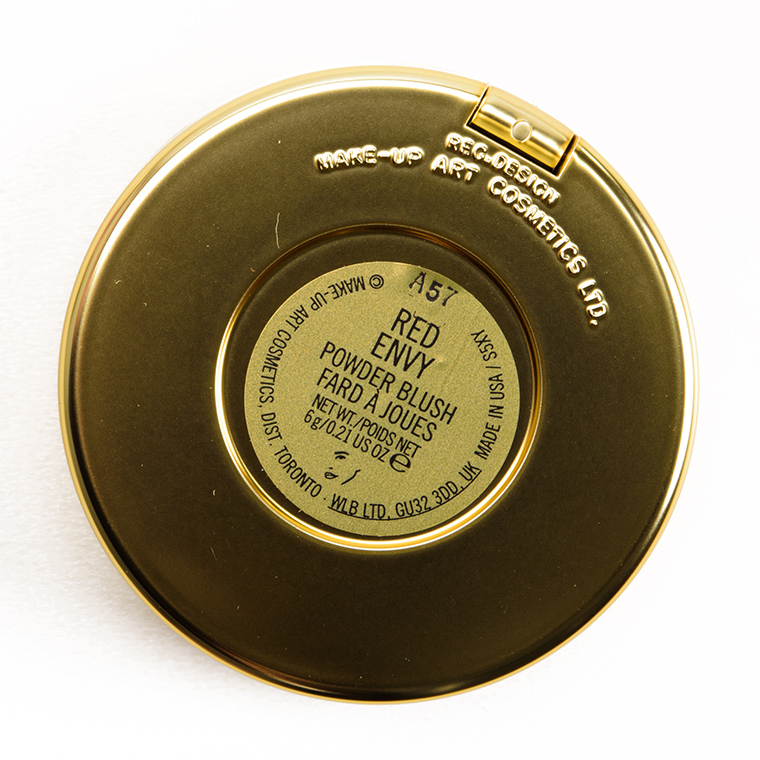 REG.DESIGN
MAKE-UP ART COSMETICS LTD.
A57
RED
ENVY
POWDER BLUSH
FARD À JOUES
NET WT./POIDS NET
6g/0.21 US OZ ℮
© MAKE-UP ART COSMETICS, DIST. TORONTO · WLB LTD, GU32 3DD, UK MADE IN USA / S5XY